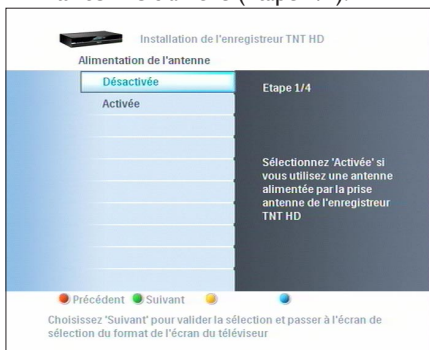 Installation de l'enregistreur TNT HD
Alimentation de l'antenne
Désactivée
Activée
Etape 1/4
Sélectionnez 'Activée' si
vous utilisez une antenne
alimentée par la prise
antenne de l'enregistreur
TNT HD
Précédent Suivant
Choisissez 'Suivant' pour valider la sélection et passer à l'écran de
sélection du format de l'écran du téléviseur